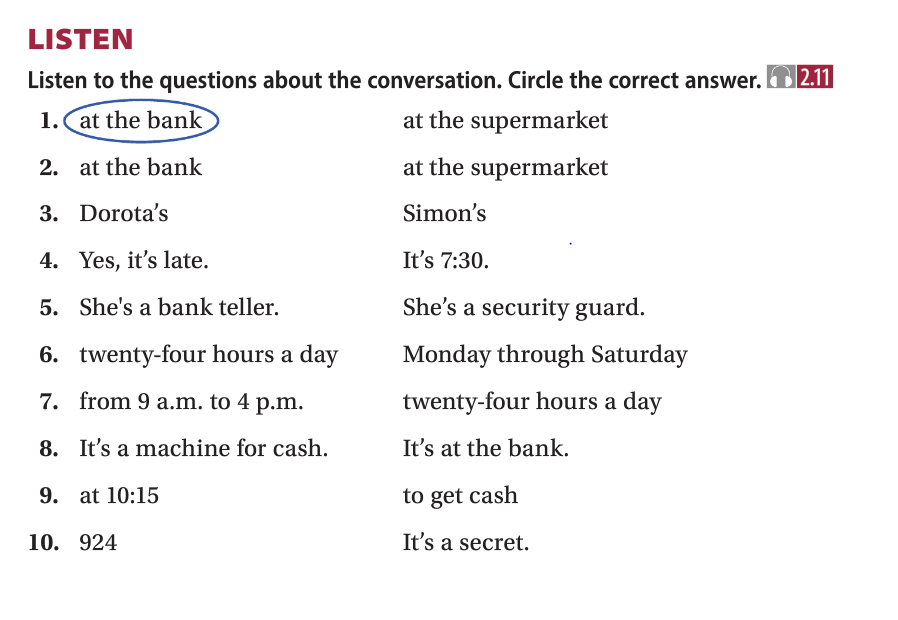 LISTEN
Listen to the questions about the conversation. Circle the correct answer. 2.11
1. at the bank at the supermarket
2. at the bank at the supermarket
3. Dorota’s Simon’s
4. Yes, it’s late. It’s 7:30.
5. She's a bank teller. She’s a security guard.
6. twenty-four hours a day Monday through Saturday
7. from 9 a.m. to 4 p.m. twenty-four hours a day
8. It’s a machine for cash. It’s at the bank.
9. at 10:15 to get cash
10. 924 It’s a secret.